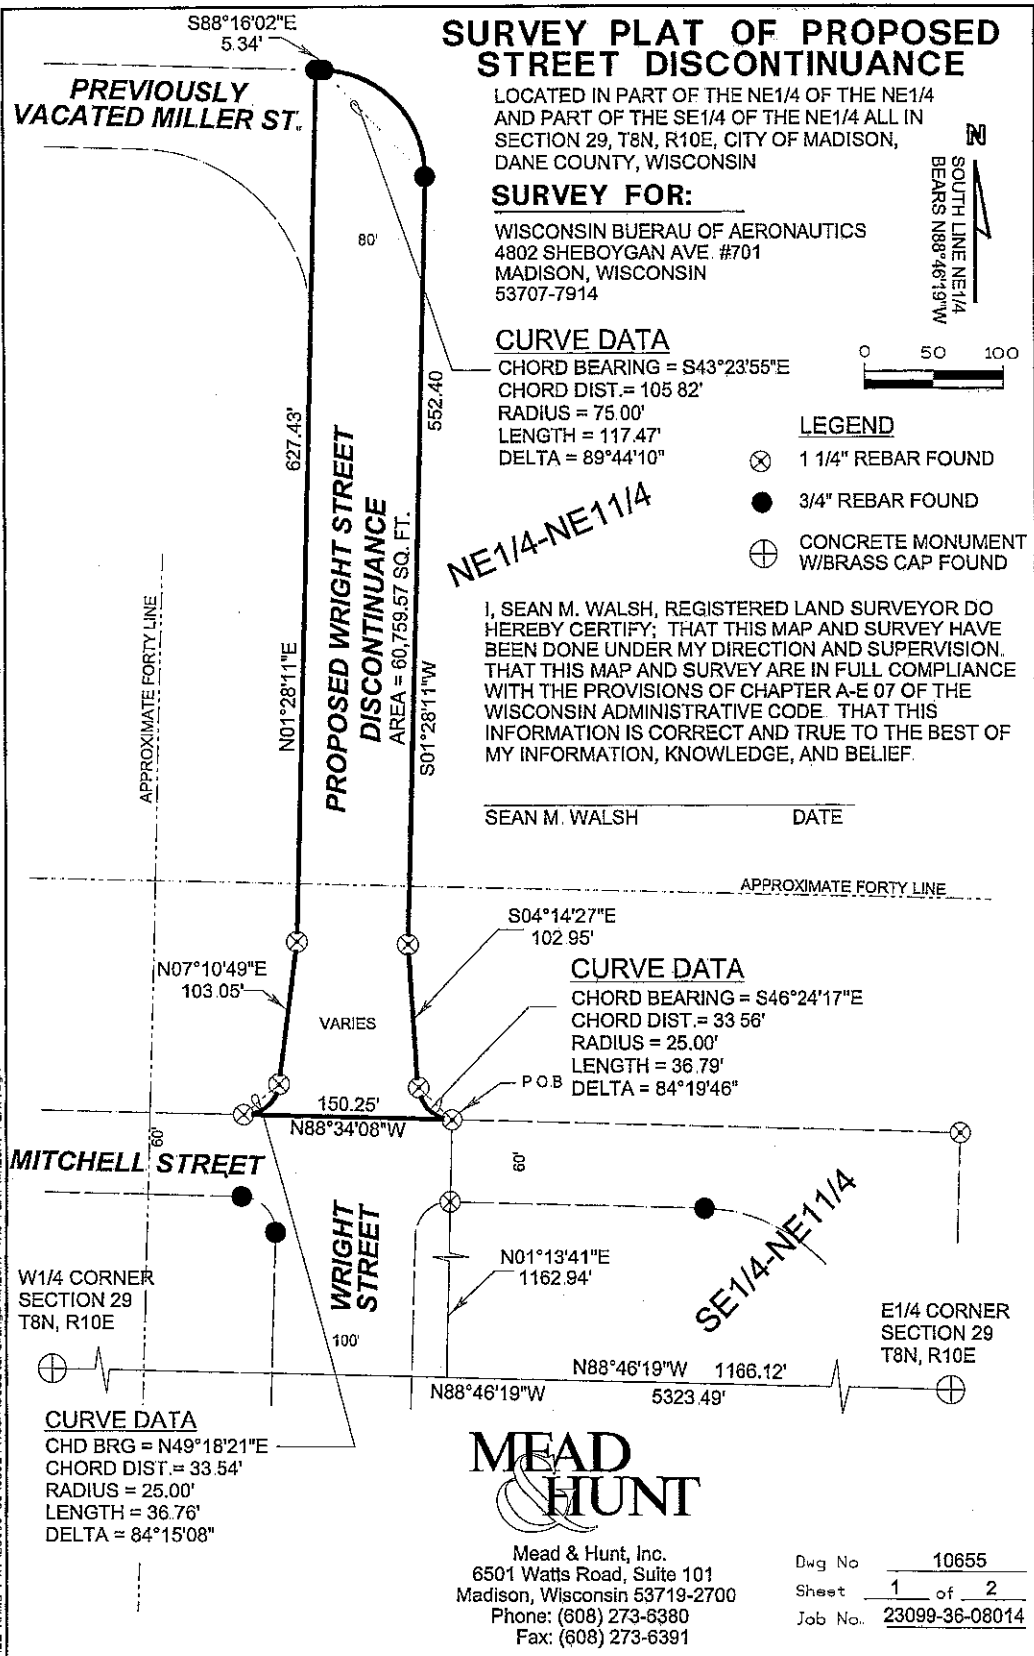 S88°16'02"E
5.34'
SURVEY PLAT OF PROPOSED
STREET DISCONTINUANCE
PREVIOUSLY
VACATED MILLER ST.
LOCATED IN PART OF THE NE1/4 OF THE NE1/4
AND PART OF THE SE1/4 OF THE NE1/4 ALL IN
SECTION 29, T8N, R10E, CITY OF MADISON,
DANE COUNTY, WISCONSIN
N
SOUTH LINE NE1/4
BEARS N88°46'19"W
SURVEY FOR:
WISCONSIN BUERAU OF AERONAUTICS
4802 SHEBOYGAN AVE. #701
MADISON, WISCONSIN
53707-7914
80'
CURVE DATA
CHORD BEARING = S43°23'55"E
CHORD DIST.= 105 82'
RADIUS = 75.00'
LENGTH = 117.47'
DELTA = 89°44'10"
0 50 100
LEGEND
1 1/4" REBAR FOUND
3/4" REBAR FOUND
CONCRETE MONUMENT
W/BRASS CAP FOUND
627.43'
552.40
N01°28'11"E
S01°28'11"W
PROPOSED WRIGHT STREET
DISCONTINUANCE
AREA = 60,759.57 SQ. FT.
NE1/4-NE11/4
APPROXIMATE FORTY LINE
I, SEAN M. WALSH, REGISTERED LAND SURVEYOR DO
HEREBY CERTIFY; THAT THIS MAP AND SURVEY HAVE
BEEN DONE UNDER MY DIRECTION AND SUPERVISION.
THAT THIS MAP AND SURVEY ARE IN FULL COMPLIANCE
WITH THE PROVISIONS OF CHAPTER A-E 07 OF THE
WISCONSIN ADMINISTRATIVE CODE. THAT THIS
INFORMATION IS CORRECT AND TRUE TO THE BEST OF
MY INFORMATION, KNOWLEDGE, AND BELIEF.
SEAN M. WALSH DATE
APPROXIMATE FORTY LINE
S04°14'27"E
102.95'
N07°10'49"E
103.05'
VARIES
CURVE DATA
CHORD BEARING = S46°24'17"E
CHORD DIST.= 33 56'
RADIUS = 25.00'
LENGTH = 36.79'
DELTA = 84°19'46"
P.O.B
150.25'
N88°34'08"W
60'
60'
MITCHELL STREET
WRIGHT
STREET
100'
N01°13'41"E
1162.94'
SE1/4-NE11/4
W1/4 CORNER
SECTION 29
T8N, R10E
E1/4 CORNER
SECTION 29
T8N, R10E
N88°46'19"W 1166.12'
N88°46'19"W 5323.49'
CURVE DATA
CHD BRG = N49°18'21"E
CHORD DIST.= 33.54'
RADIUS = 25.00'
LENGTH = 36.76'
DELTA = 84°15'08"
MEAD
& HUNT
Mead & Hunt, Inc.
6501 Watts Road, Suite 101
Madison, Wisconsin 53719-2700
Phone: (608) 273-6380
Fax: (608) 273-6391
Dwg No 10655
Sheet 1 of 2
Job No. 23099-36-08014